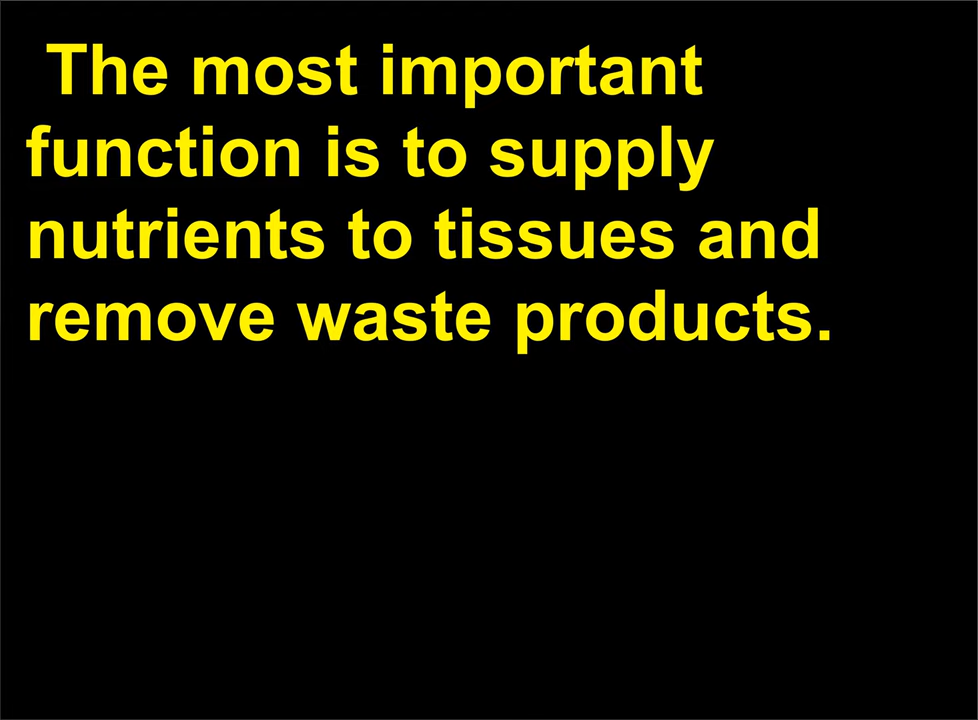 The most important
function is to supply
nutrients to tissues and
remove waste products.